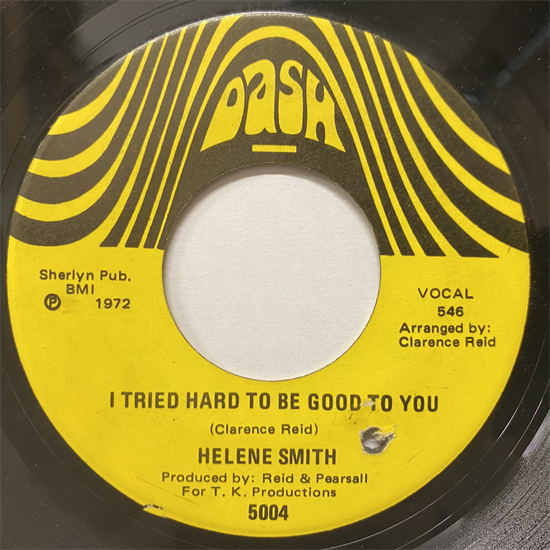 DASH
Sherlyn Pub.
BMI
Ⓟ 1972
VOCAL
546
Arranged by:
Clarence Reid
I TRIED HARD TO BE GOOD TO YOU
(Clarence Reid)
HELENE SMITH
Produced by: Reid & Pearsall
For T. K. Productions
5004